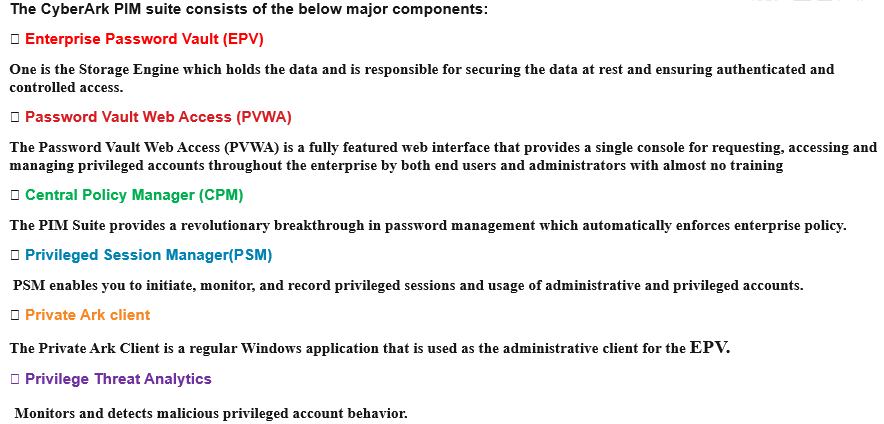 The CyberArk PIM suite consists of the below major components:
Enterprise Password Vault (EPV)
One is the Storage Engine which holds the data and is responsible for securing the data at rest and ensuring authenticated and
controlled access.
Password Vault Web Access (PVWA)
The Password Vault Web Access (PVWA) is a fully featured web interface that provides a single console for requesting, accessing and
managing privileged accounts throughout the enterprise by both end users and administrators with almost no training
Central Policy Manager (CPM)
The PIM Suite provides a revolutionary breakthrough in password management which automatically enforces enterprise policy.
Privileged Session Manager(PSM)
PSM enables you to initiate, monitor, and record privileged sessions and usage of administrative and privileged accounts.
Private Ark client
The Private Ark Client is a regular Windows application that is used as the administrative client for the EPV.
Privilege Threat Analytics
Monitors and detects malicious privileged account behavior.